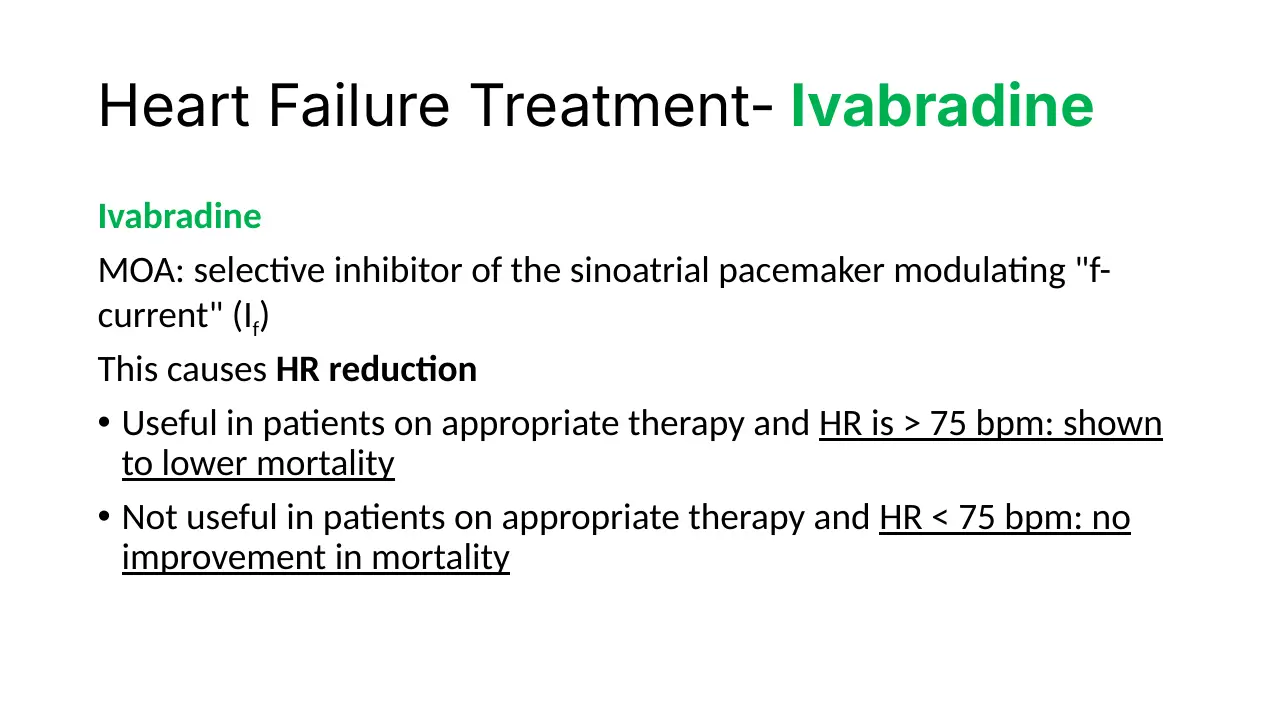 Heart Failure Treatment- Ivabradine
Ivabradine
MOA: selective inhibitor of the sinoatrial pacemaker modulating "f-
current" (If)
This causes HR reduction
• Useful in patients on appropriate therapy and HR is > 75 bpm: shown
to lower mortality
• Not useful in patients on appropriate therapy and HR < 75 bpm: no
improvement in mortality